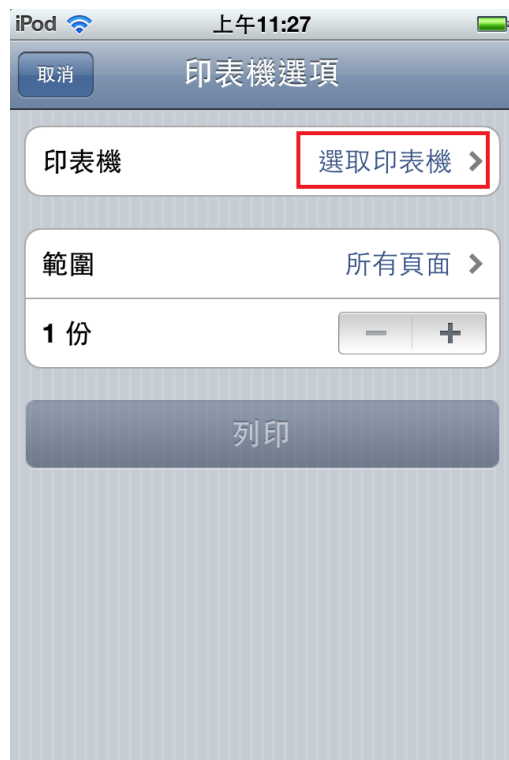 iPod 上午11:27
取消 印表機選項
印表機 選取印表機
範圍 所有頁面
1 份 − +
列印